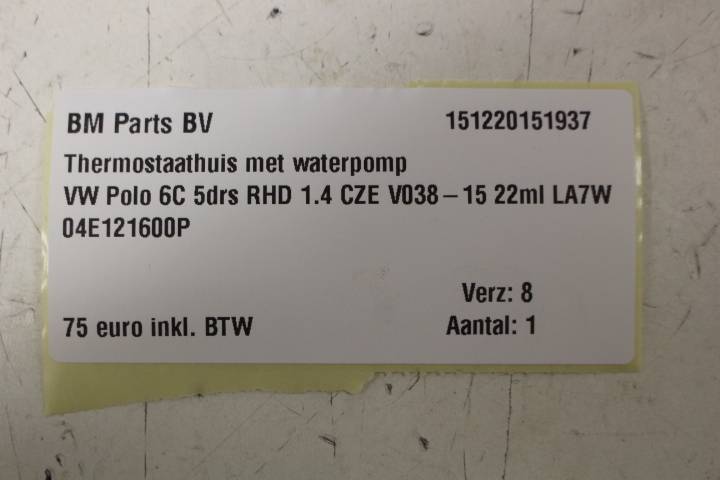 BM Parts BV 151220151937
Thermostaathuis met waterpomp
VW Polo 6C 5drs RHD 1.4 CZE V038-15 22ml LA7W
04E121600P
Verz: 8
75 euro inkl. BTW Aantal: 1